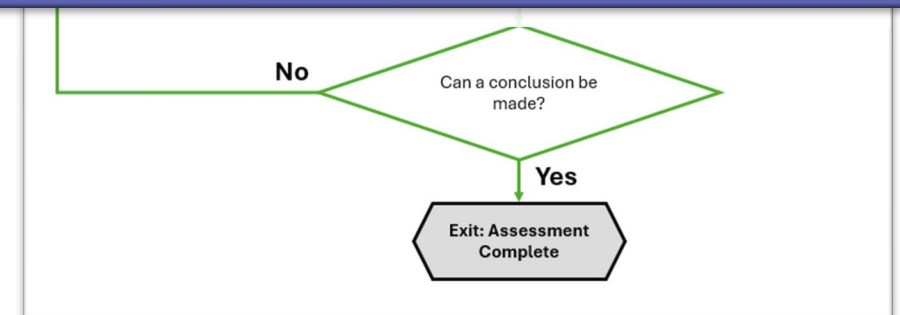 No
Can a conclusion be
made?
Yes
Exit: Assessment
Complete